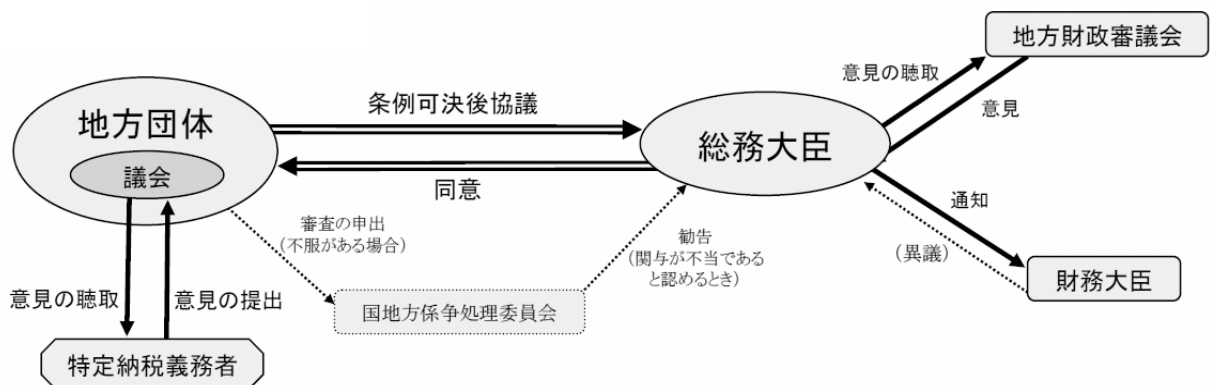 地方財政審議会
意見の聴取
意見
条例可決後協議
地方団体
議会
総務大臣
同意
通知
(異議)
財務大臣
審査の申出
(不服がある場合)
勧告
(関与が不当である
と認めるとき)
国地方係争処理委員会
意見の聴取
意見の提出
特定納税義務者